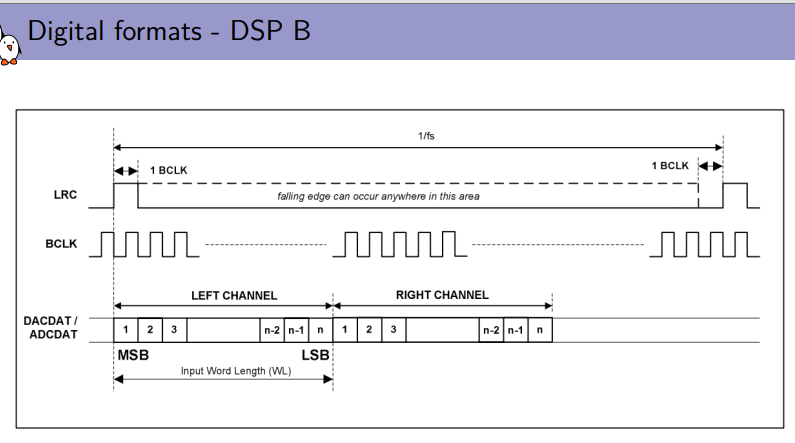 Digital formats - DSP B
1/fs
1 BCLK
1 BCLK
LRC
falling edge can occur anywhere in this area
BCLK
LEFT CHANNEL
RIGHT CHANNEL
DACDAT /
ADCDAT
1 2 3 n-2 n-1 n 1 2 3 n-2 n-1 n
MSB
LSB
Input Word Length (WL)